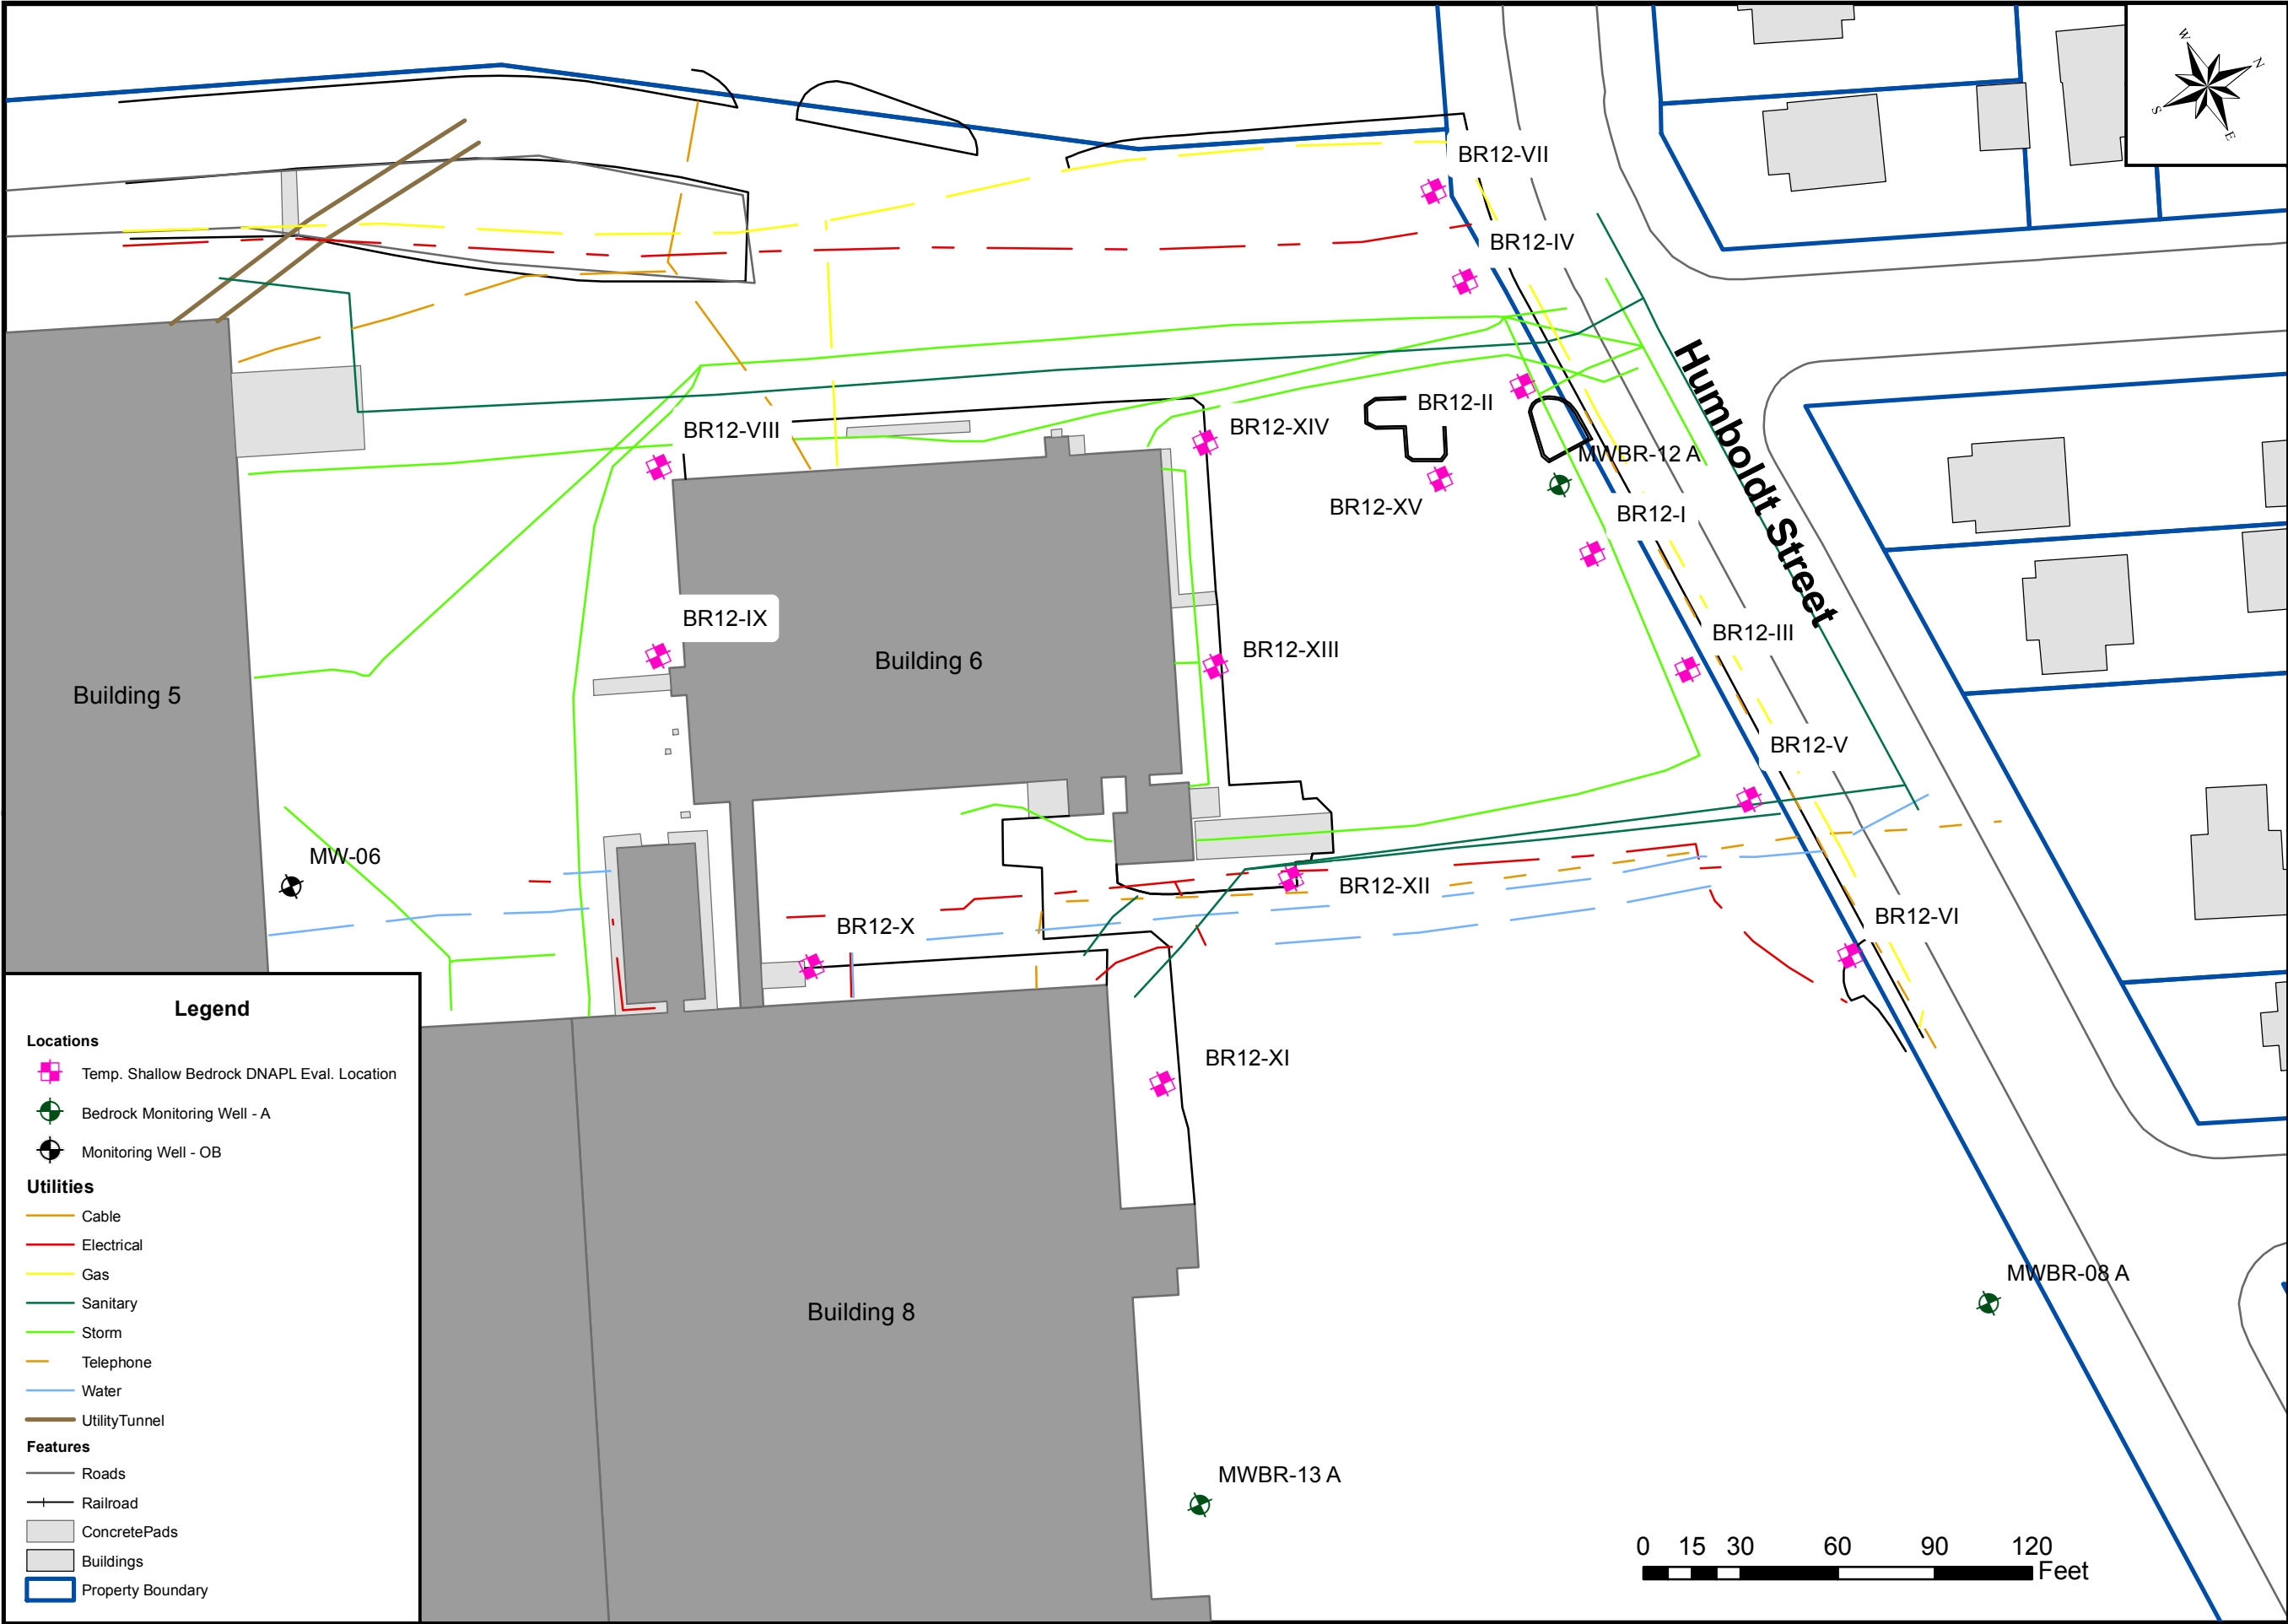 W
N
S
E
BR12-VII
BR12-IV
Humboldt Street
BR12-II
BR12-XIV
BR12-VIII
MWBR-12 A
BR12-XV
BR12-I
BR12-IX
BR12-III
BR12-XIII
Building 6
Building 5
BR12-V
MW-06
BR12-XII
BR12-VI
BR12-X
BR12-XI
MWBR-08 A
Building 8
MWBR-13 A
Legend
Locations
Temp. Shallow Bedrock DNAPL Eval. Location
Bedrock Monitoring Well - A
Monitoring Well - OB
Utilities
Cable
Electrical
Gas
Sanitary
Storm
Telephone
Water
UtilityTunnel
Features
Roads
Railroad
ConcretePads
Buildings
Property Boundary
0 15 30 60 90 120
Feet